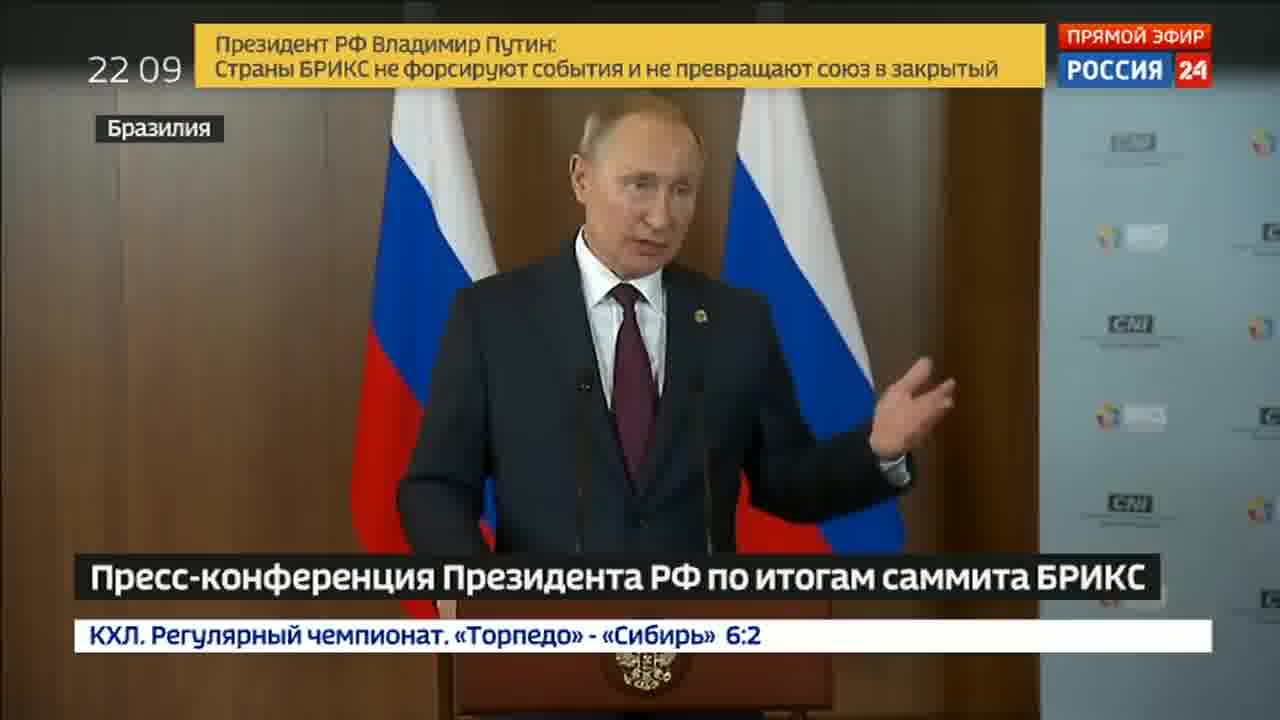 22 09
Президент РФ Владимир Путин:
Страны БРИКС не форсируют события и не превращают союз в закрытый
ПРЯМОЙ ЭФИР
РОССИЯ 24
Бразилия
CNI
CNI
CNI
Пресс-конференция Президента РФ по итогам саммита БРИКС
КХЛ. Регулярный чемпионат. «Торпедо» - «Сибирь» 6:2